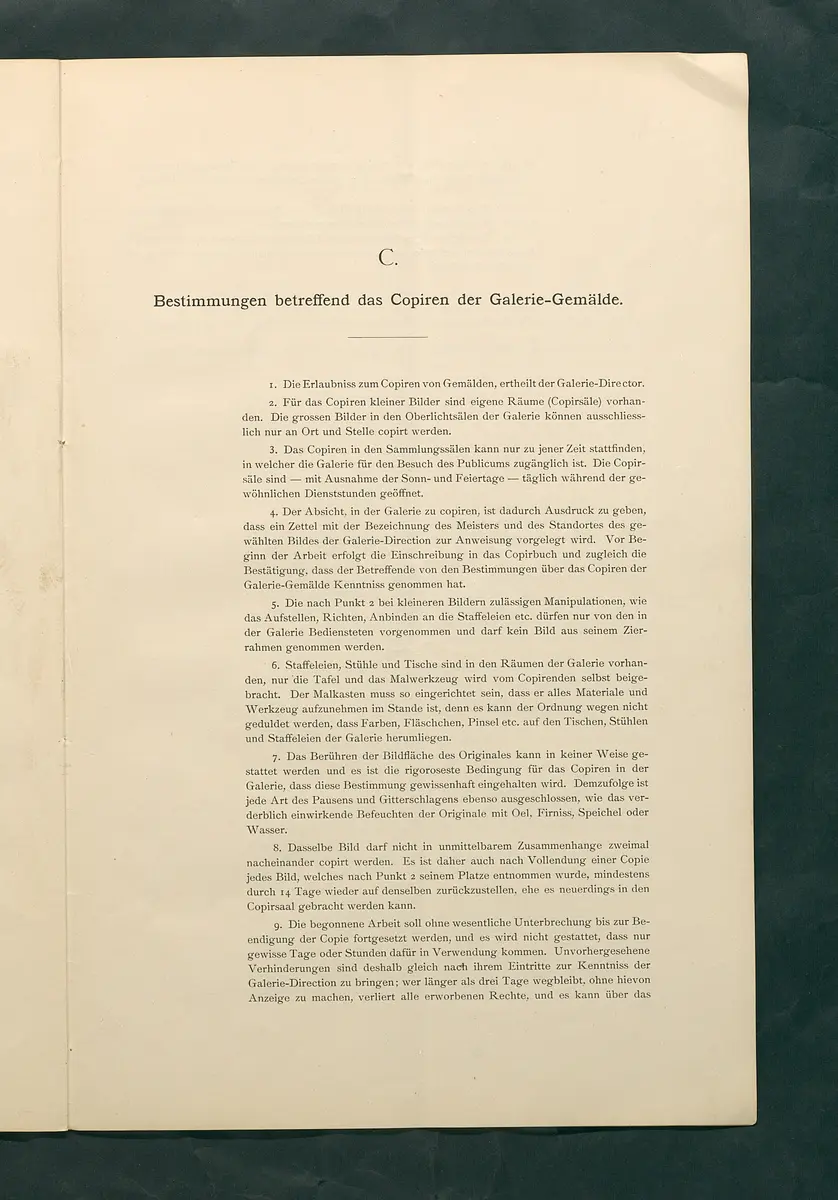 C.
Bestimmungen betreffend das Copiren der Galerie-Gemälde.
1. Die Erlaubniss zum Copiren von Gemälden, ertheilt der Galerie-Director.
2. Für das Copiren kleiner Bilder sind eigene Räume (Copirsäle) vorhan-
den. Die grossen Bilder in den Oberlichtsälen der Galerie können ausschliess-
lich nur an Ort und Stelle copirt werden.
3. Das Copiren in den Sammlungssälen kann nur zu jener Zeit stattfinden,
in welcher die Galerie für den Besuch des Publicums zugänglich ist. Die Copir-
säle sind — mit Ausnahme der Sonn- und Feiertage — täglich während der ge-
wöhnlichen Dienststunden geöffnet.
4. Der Absicht, in der Galerie zu copiren, ist dadurch Ausdruck zu geben,
dass ein Zettel mit der Bezeichnung des Meisters und des Standortes des ge-
wählten Bildes der Galerie-Direction zur Anweisung vorgelegt wird. Vor Be-
ginn der Arbeit erfolgt die Einschreibung in das Copirbuch und zugleich die
Bestätigung, dass der Betreffende von den Bestimmungen über das Copiren der
Galerie-Gemälde Kenntniss genommen hat.
5. Die nach Punkt 2 bei kleineren Bildern zulässigen Manipulationen, wie
das Aufstellen, Richten, Anbinden an die Staffeleien etc. dürfen nur von den in
der Galerie Bediensteten vorgenommen und darf kein Bild aus seinem Zier-
rahmen genommen werden.
6. Staffeleien, Stühle und Tische sind in den Räumen der Galerie vorhan-
den, nur die Tafel und das Malwerkzeug wird vom Copirenden selbst beige-
bracht. Der Malkasten muss so eingerichtet sein, dass er alles Materiale und
Werkzeug aufzunehmen im Stande ist, denn es kann der Ordnung wegen nicht
geduldet werden, dass Farben, Fläschchen, Pinsel etc. auf den Tischen, Stühlen
und Staffeleien der Galerie herumliegen.
7. Das Berühren der Bildfläche des Originales kann in keiner Weise ge-
stattet werden und es ist die rigoroseste Bedingung für das Copiren in der
Galerie, dass diese Bestimmung gewissenhaft eingehalten wird. Demzufolge ist
jede Art des Pausens und Gitterschlagens ebenso ausgeschlossen, wie das ver-
derblich einwirkende Befeuchten der Originale mit Oel, Firniss, Speichel oder
Wasser.
8. Dasselbe Bild darf nicht in unmittelbarem Zusammenhange zweimal
nacheinander copirt werden. Es ist daher auch nach Vollendung einer Copie
jedes Bild, welches nach Punkt 2 seinem Platze entnommen wurde, mindestens
durch 14 Tage wieder auf denselben zurückzustellen, ehe es neuerdings in den
Copirsaal gebracht werden kann.
9. Die begonnene Arbeit soll ohne wesentliche Unterbrechung bis zur Be-
endigung der Copie fortgesetzt werden, und es wird nicht gestattet, dass nur
gewisse Tage oder Stunden dafür in Verwendung kommen. Unvorhergesehene
Verhinderungen sind deshalb gleich nach ihrem Eintritte zur Kenntniss der
Galerie-Direction zu bringen; wer länger als drei Tage wegbleibt, ohne hievon
Anzeige zu machen, verliert alle erworbenen Rechte, und es kann über das